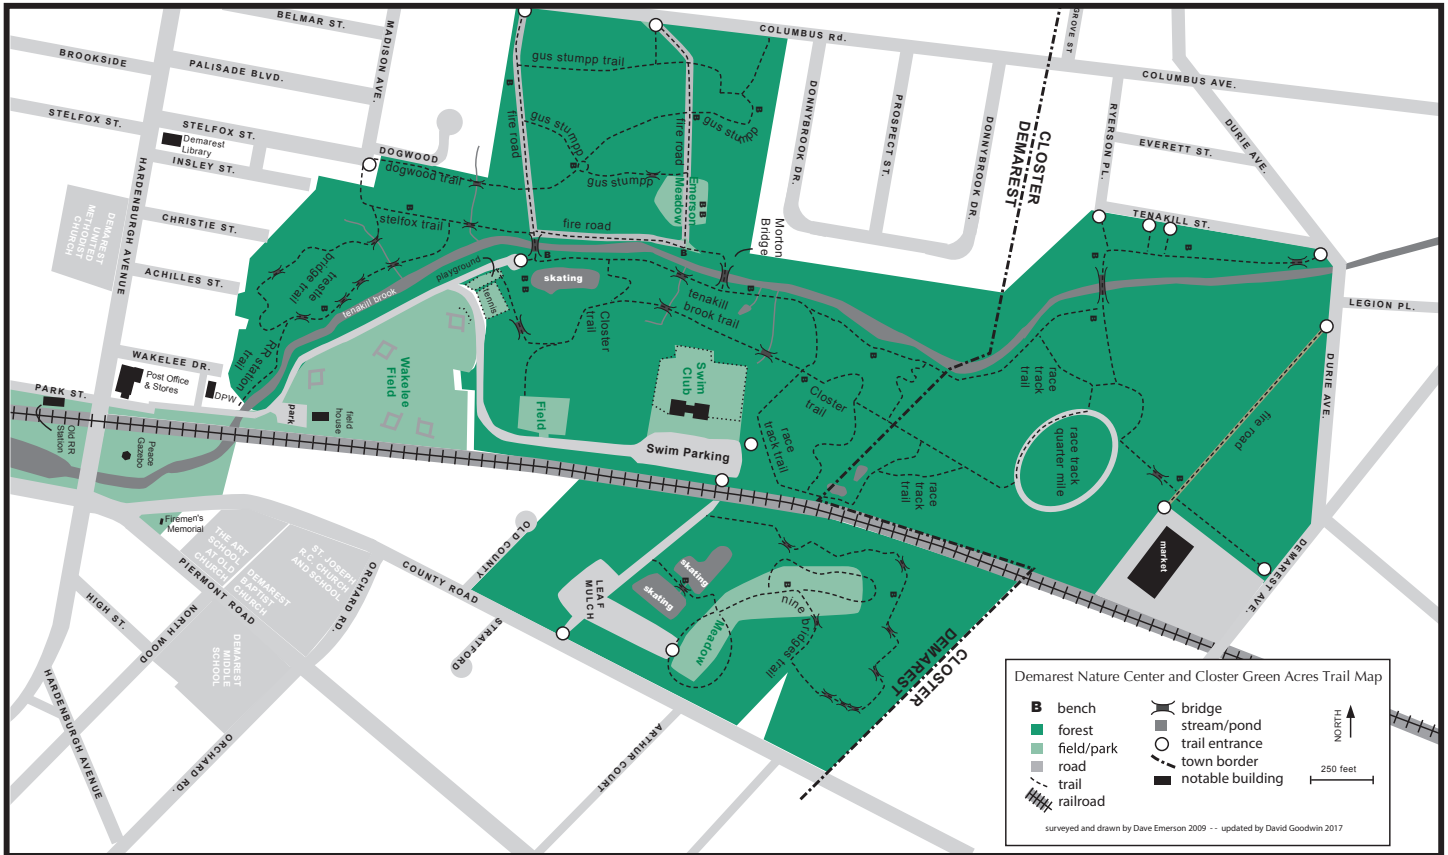 BELMAR ST.
MADISON AVE.
BROOKSIDE
PALISADE BLVD.
STELFOX ST.
STELFOX ST.
Demarest
Library
INSLEY ST.
DOGWOOD
dogwood trail
HARDENBURGH AVENUE
DEMAREST
UNITED
METHODIST
CHURCH
CHRISTIE ST.
ACHILLES ST.
WAKELEE DR.
PARK ST.
Post Office
& Stores
DPW
Old RR
Station
Peace
Gazebo
Firemen's
Memorial
COLUMBUS Rd.
GROVE ST
COLUMBUS AVE.
gus stumpp trail
B
fire road
gus stumpp
B
B
fire road
gus stumpp
gus stumpp
Emerson
Meadow
B B
DONNYBROOK DR.
PROSPECT ST.
DONNYBROOK DR.
CLOSTER
DEMAREST
RYERSON PL.
DURIE AVE.
EVERETT ST.
TENAKILL ST.
LEGION PL.
DURIE AVE.
DEMAREST AVE.
B
stelfox trail
trestle
bridge trail
tenakill brook
RR station
trail
playground
tennis
B
B
B
fire road
B
skating
Morton
Bridge
B
tenakill
brook trail
Closter
trail
B
B
Closter
trail
race
track trail
Swim
Club
Field
Swim Parking
Wakelee
Field
field
house
park
race
track
trail
race
track
trail
race track
quarter mile
B
B
B
B
fire road
market
THE ART
SCHOOL
AT OLD
CHURCH
DEMAREST
BAPTIST
CHURCH
ST. JOSEPH
R.C. CHURCH
AND SCHOOL
DEMAREST
MIDDLE
SCHOOL
PIERMONT ROAD
HIGH ST.
NORTH WOOD
ORCHARD RD.
ORCHARD RD.
HARDENBURGH AVENUE
COUNTY ROAD
OLD COUNTY
STRATFORD
ARTHUR COURT
LEAF
MULCH
skating
skating
B
B
B
nine bridges trail
Meadow
CLOSTER
DEMAREST
Demarest Nature Center and Closter Green Acres Trail Map
B bench
forest
field/park
road
trail
railroad
bridge
stream/pond
trail entrance
town border
notable building
NORTH
250 feet
surveyed and drawn by Dave Emerson 2009 - - updated by David Goodwin 2017